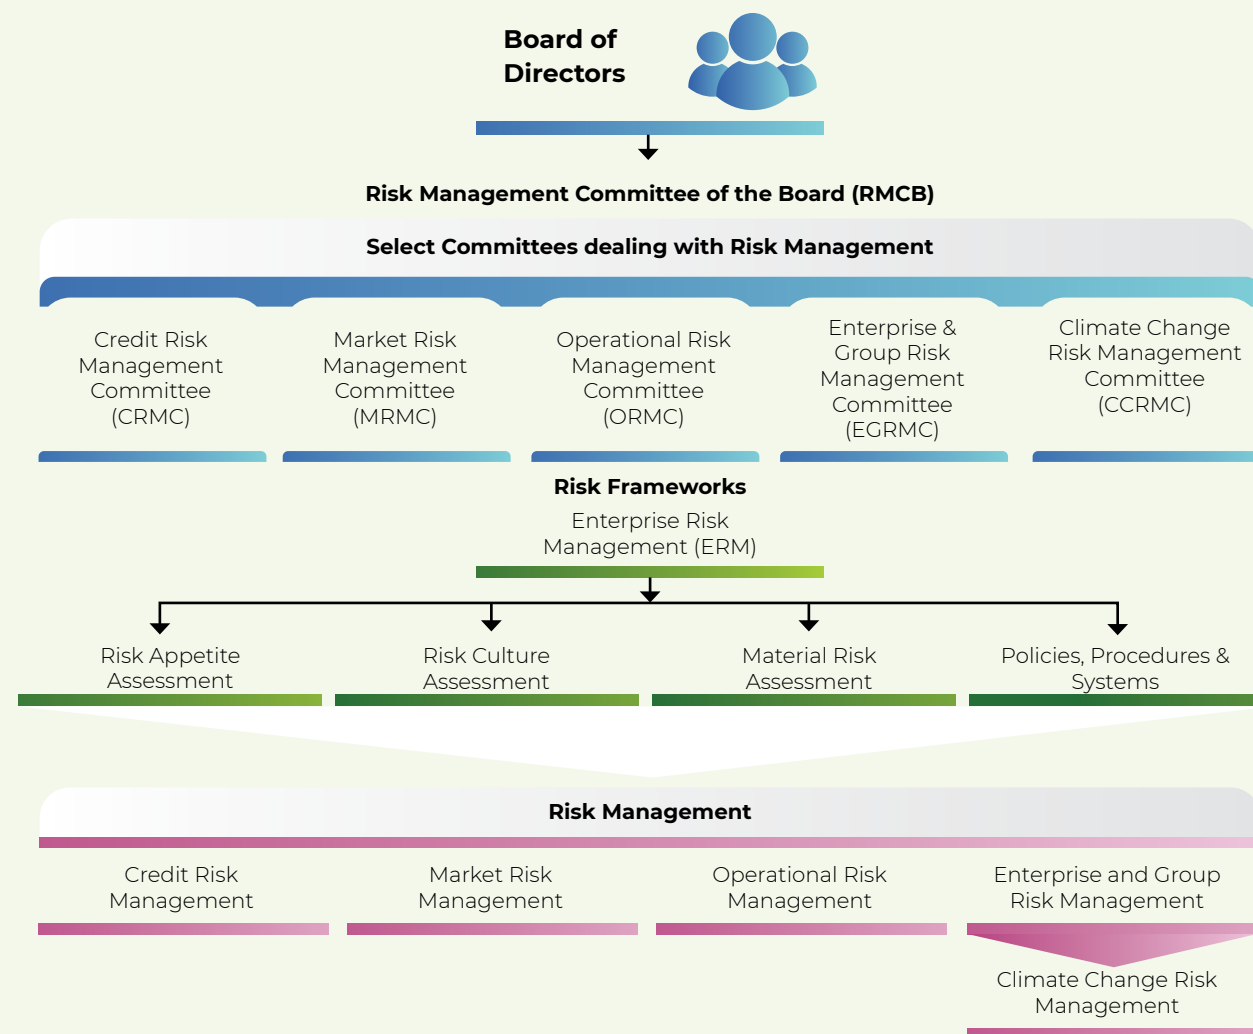 Board of
Directors
Risk Management Committee of the Board (RMCB)
Select Committees dealing with Risk Management
Credit Risk
Management
Committee
(CRMC)
Market Risk
Management
Committee
(MRMC)
Operational Risk
Management
Committee
(ORMC)
Enterprise &
Group Risk
Management
Committee
(EGRMC)
Climate Change
Risk Management
Committee
(CCRMC)
Risk Frameworks
Enterprise Risk
Management (ERM)
Risk Appetite
Assessment
Risk Culture
Assessment
Material Risk
Assessment
Policies, Procedures &
Systems
Risk Management
Credit Risk
Management
Market Risk
Management
Operational Risk
Management
Enterprise and Group
Risk Management
Climate Change Risk
Management